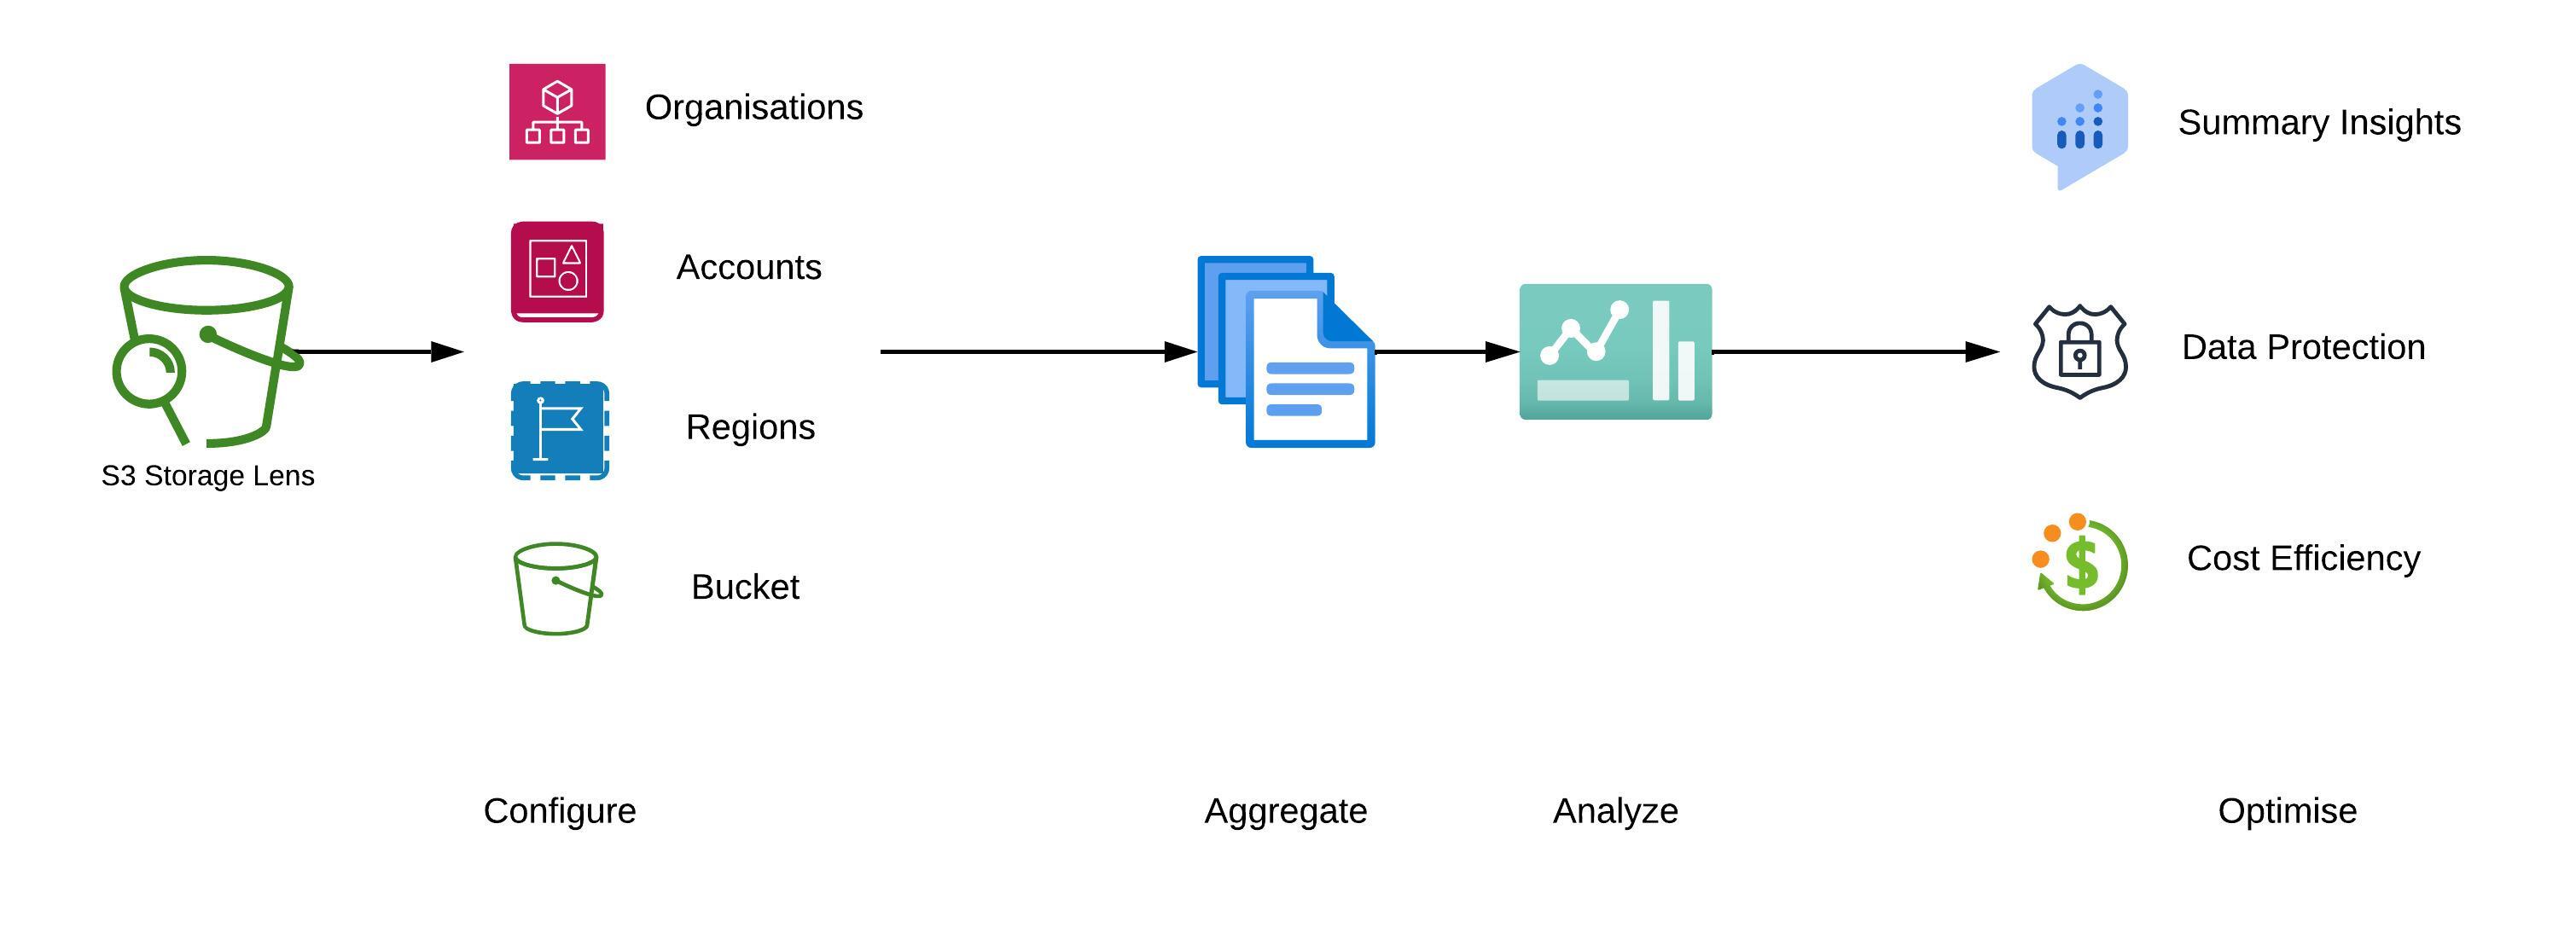 Organisations
Accounts
Regions
Bucket
S3 Storage Lens
Summary Insights
Data Protection
Cost Efficiency
Configure
Aggregate
Analyze
Optimise